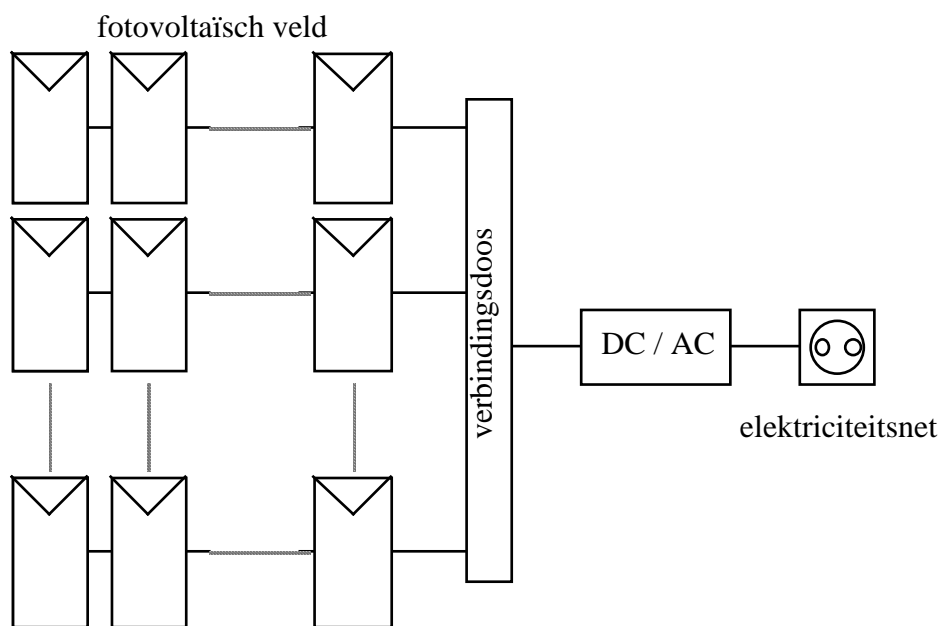 fotovoltaïsch veld
verbindingsdoos
DC / AC
elektriciteitsnet